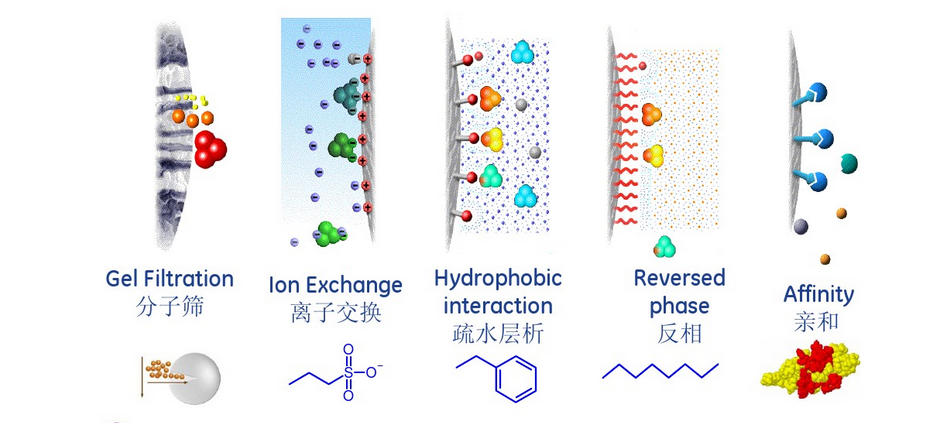 Gel Filtration
分子筛
Ion Exchange
离子交换
Hydrophobic
interaction
疏水层析
Reversed
phase
反相
Affinity
亲和
O
S
O⁻
O